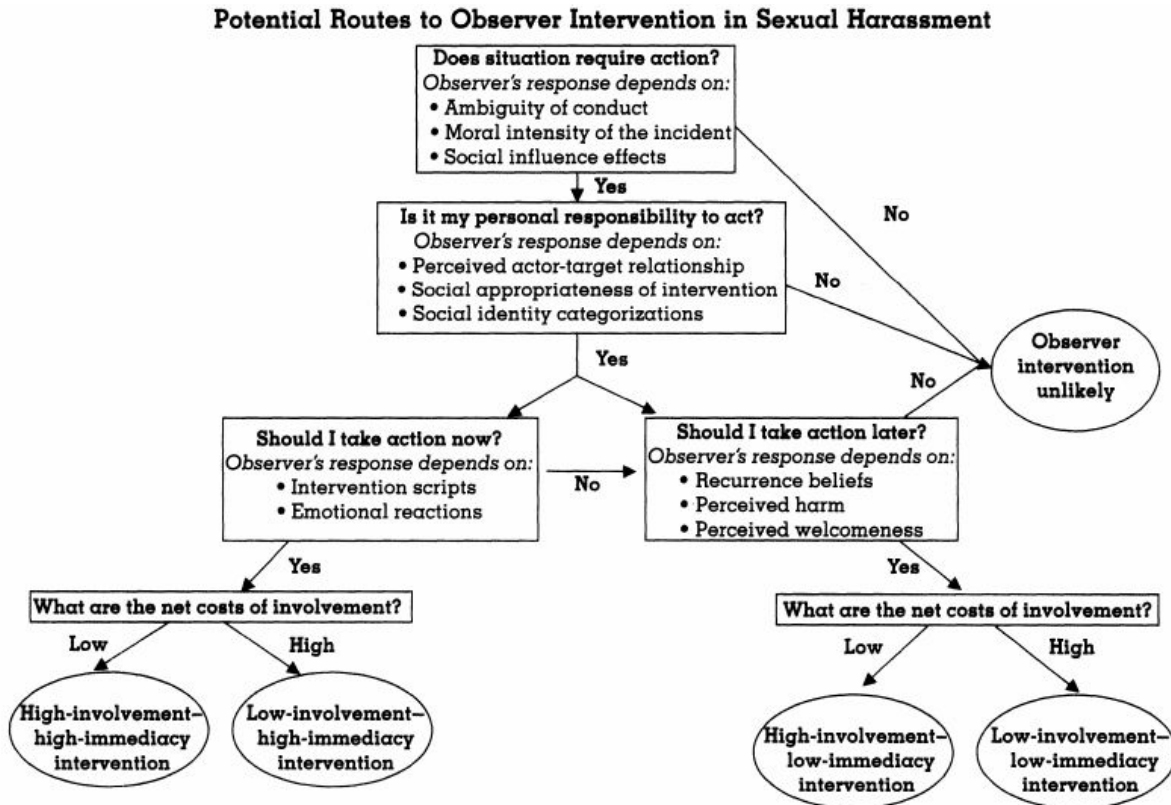 Potential Routes to Observer Intervention in Sexual Harassment
Does situation require action?
Observer's response depends on:
• Ambiguity of conduct
• Moral intensity of the incident
• Social influence effects
Yes
No
Is it my personal responsibility to act?
Observer's response depends on:
• Perceived actor-target relationship
• Social appropriateness of intervention
• Social identity categorizations
No
Yes
Observer
intervention
unlikely
No
Should I take action now?
Observer's response depends on:
• Intervention scripts
• Emotional reactions
No
Should I take action later?
Observer's response depends on:
• Recurrence beliefs
• Perceived harm
• Perceived welcomeness
Yes
What are the net costs of involvement?
Low
High
High-involvement–
high-immediacy
intervention
Low-involvement–
high-immediacy
intervention
Yes
What are the net costs of involvement?
Low
High
High-involvement–
low-immediacy
intervention
Low-involvement–
low-immediacy
intervention